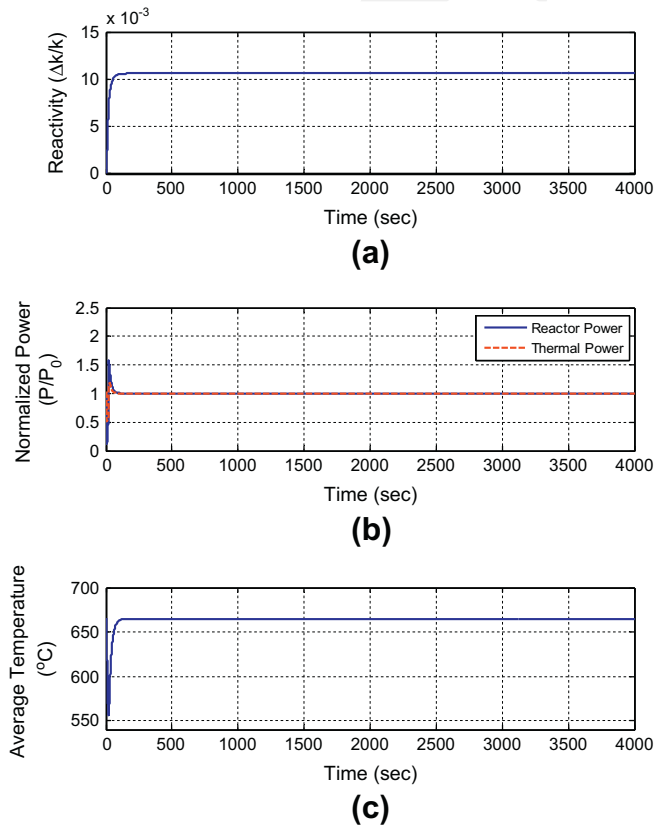 x 10⁻³
15
10
5
0
Reactivity (Δk/k)
0 500 1000 1500 2000 2500 3000 3500 4000
Time (sec)
(a)
2.5
2
1.5
1
0.5
0
Normalized Power
(P/P₀)
Reactor Power
Thermal Power
0 500 1000 1500 2000 2500 3000 3500 4000
Time (sec)
(b)
700
650
600
550
Average Temperature
(ºC)
0 500 1000 1500 2000 2500 3000 3500 4000
Time (sec)
(c)